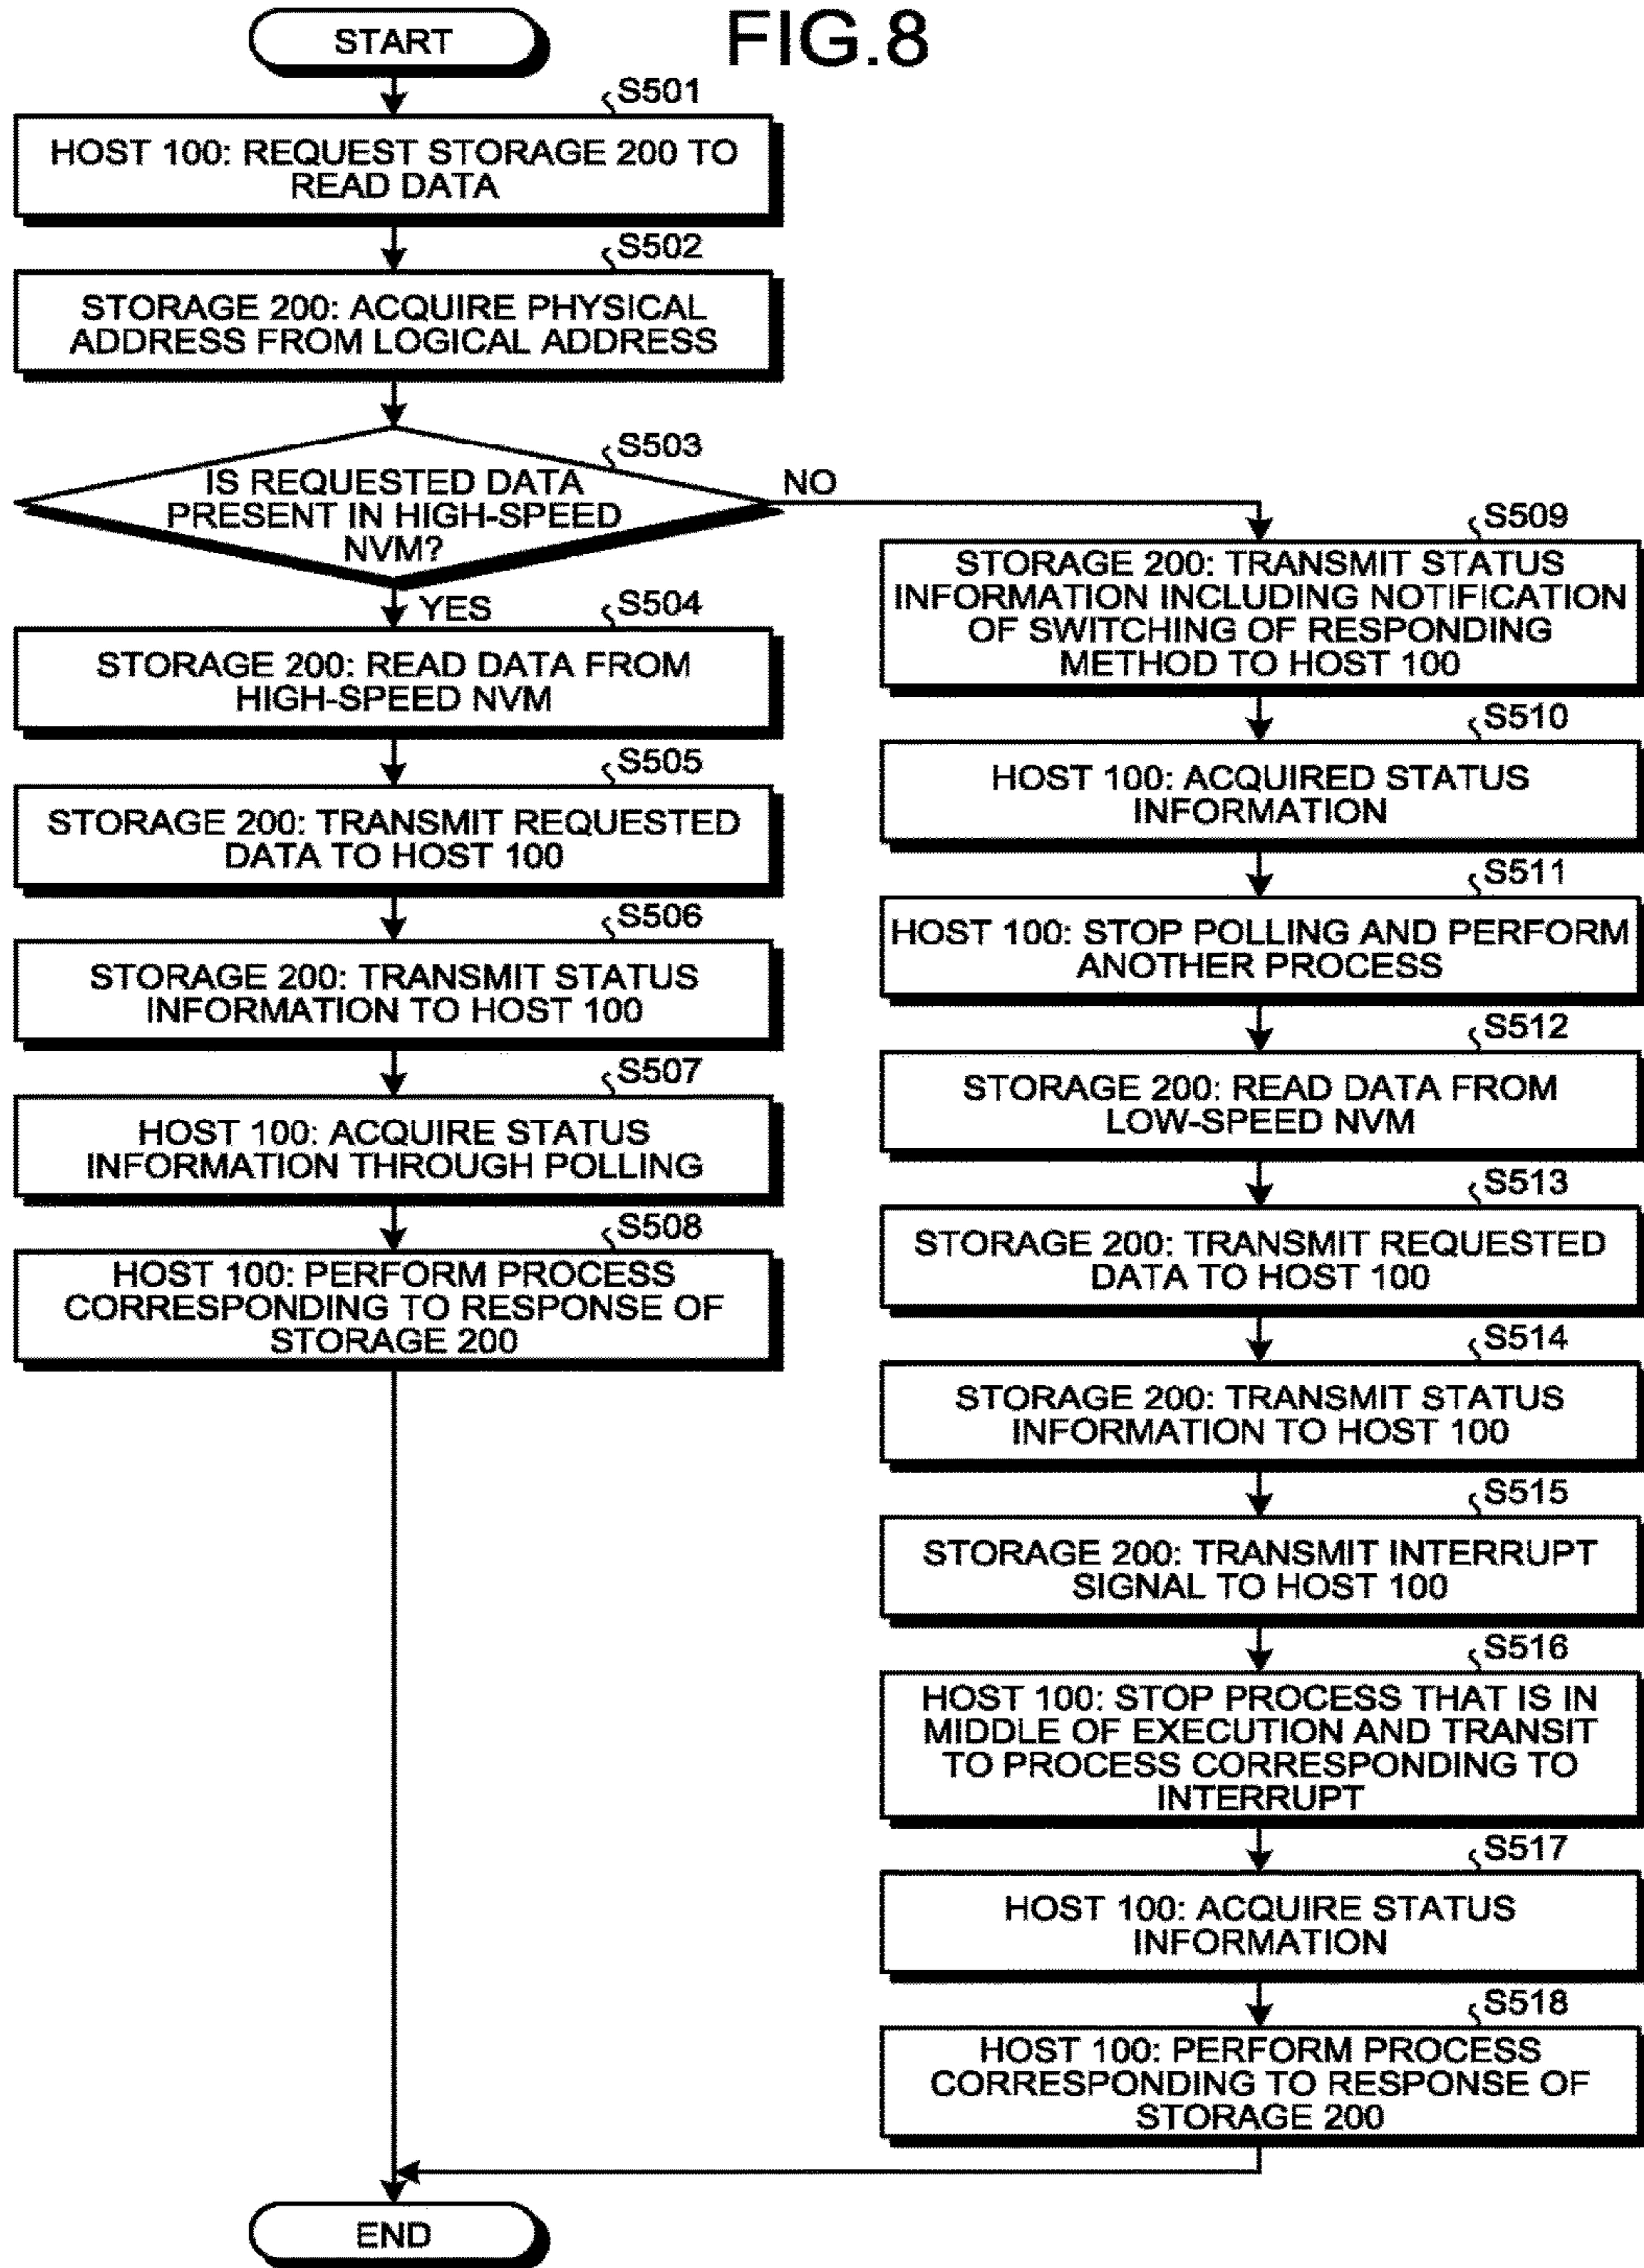 FIG.8
START
S501
HOST 100: REQUEST STORAGE 200 TO
READ DATA
S502
STORAGE 200: ACQUIRE PHYSICAL
ADDRESS FROM LOGICAL ADDRESS
S503
IS REQUESTED DATA
PRESENT IN HIGH-SPEED
NVM?
NO
YES
S504
STORAGE 200: READ DATA FROM
HIGH-SPEED NVM
S505
STORAGE 200: TRANSMIT REQUESTED
DATA TO HOST 100
S506
STORAGE 200: TRANSMIT STATUS
INFORMATION TO HOST 100
S507
HOST 100: ACQUIRE STATUS
INFORMATION THROUGH POLLING
S508
HOST 100: PERFORM PROCESS
CORRESPONDING TO RESPONSE OF
STORAGE 200
S509
STORAGE 200: TRANSMIT STATUS
INFORMATION INCLUDING NOTIFICATION
OF SWITCHING OF RESPONDING
METHOD TO HOST 100
S510
HOST 100: ACQUIRED STATUS
INFORMATION
S511
HOST 100: STOP POLLING AND PERFORM
ANOTHER PROCESS
S512
STORAGE 200: READ DATA FROM
LOW-SPEED NVM
S513
STORAGE 200: TRANSMIT REQUESTED
DATA TO HOST 100
S514
STORAGE 200: TRANSMIT STATUS
INFORMATION TO HOST 100
S515
STORAGE 200: TRANSMIT INTERRUPT
SIGNAL TO HOST 100
S516
HOST 100: STOP PROCESS THAT IS IN
MIDDLE OF EXECUTION AND TRANSIT
TO PROCESS CORRESPONDING TO
INTERRUPT
S517
HOST 100: ACQUIRE STATUS
INFORMATION
S518
HOST 100: PERFORM PROCESS
CORRESPONDING TO RESPONSE OF
STORAGE 200
END